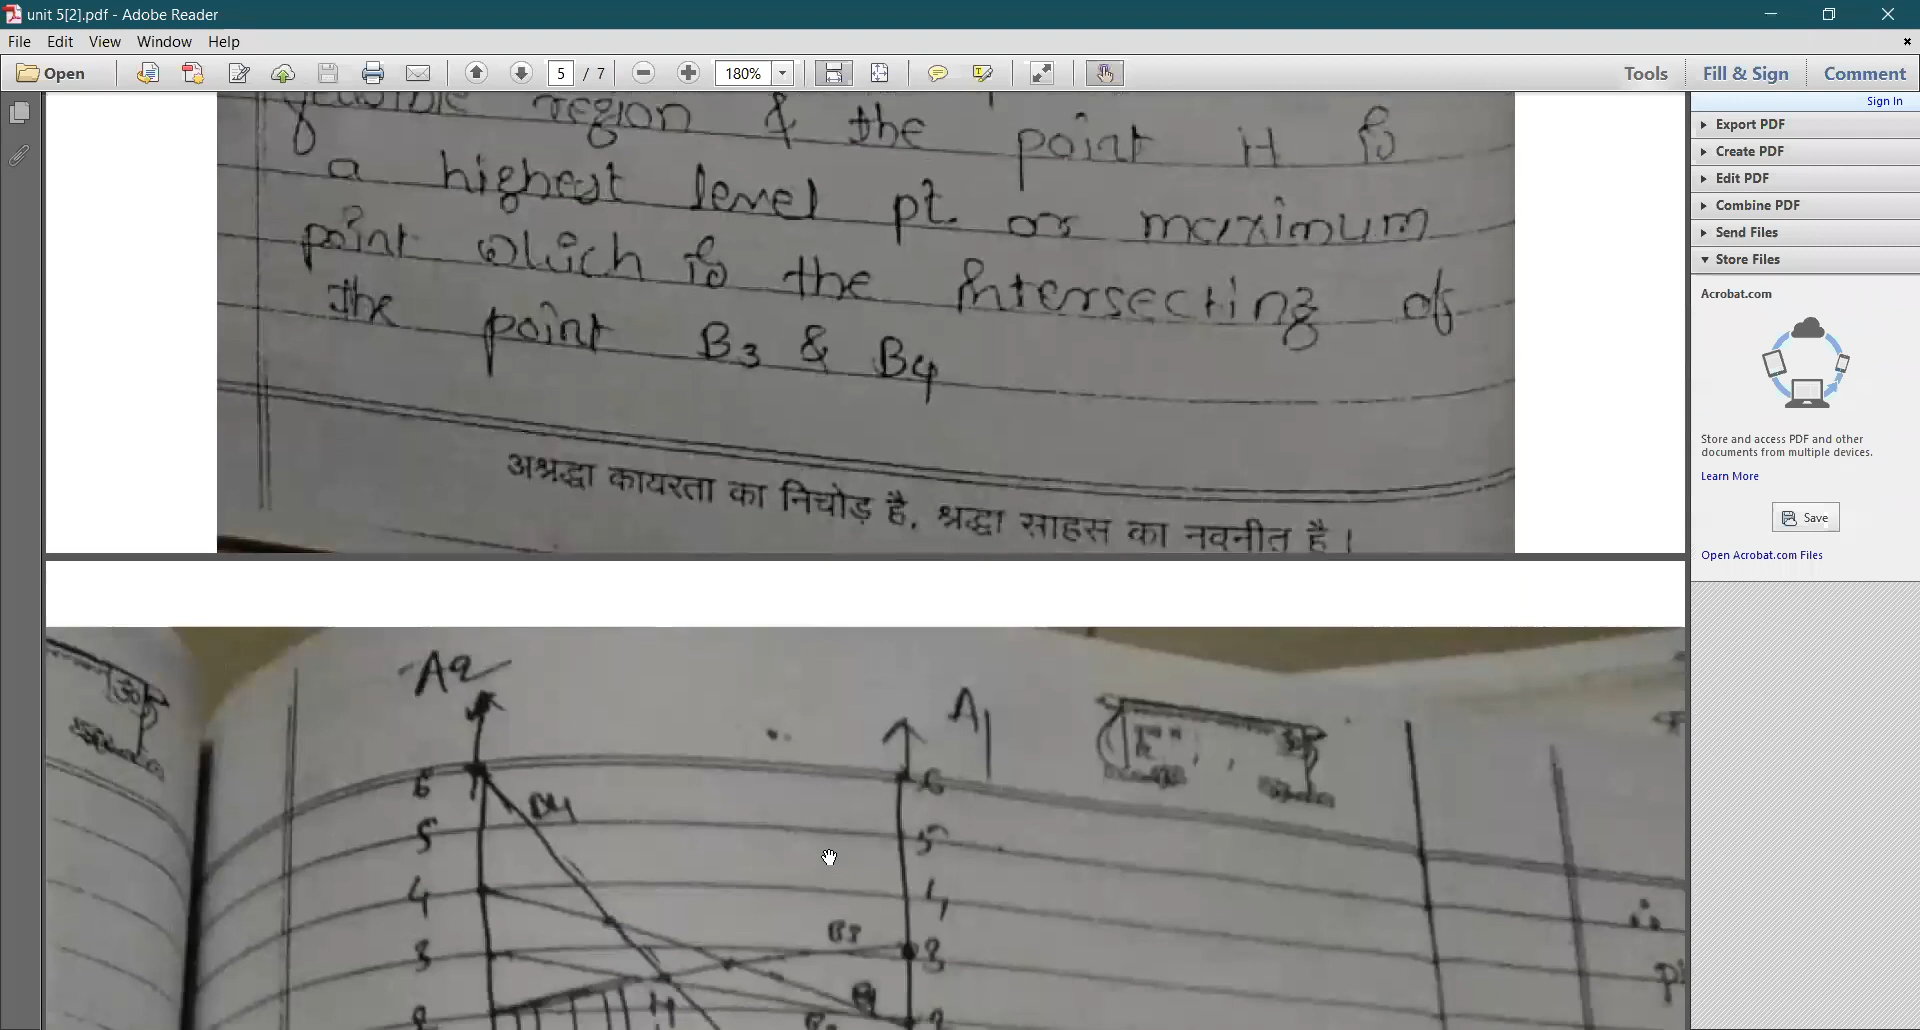 unit 5[2].pdf - Adobe Reader
File Edit View Window Help
Open 5 / 7 180% Tools Fill & Sign Comment
Sign In
Export PDF
Create PDF
Edit PDF
Combine PDF
Send Files
Store Files
Acrobat.com
Store and access PDF and other
documents from multiple devices.
Learn More
Save
Open Acrobat.com Files
region & the point H is
a highest level pt. or maximum
point which is the intersecting of
the point B3 & B4
अश्रद्धा कायरता का निचोड़ है, श्रद्धा साहस का नवनीत है।
A2
A1
6 B4 6
5 5
4 4
3 B3 3
2 H 2